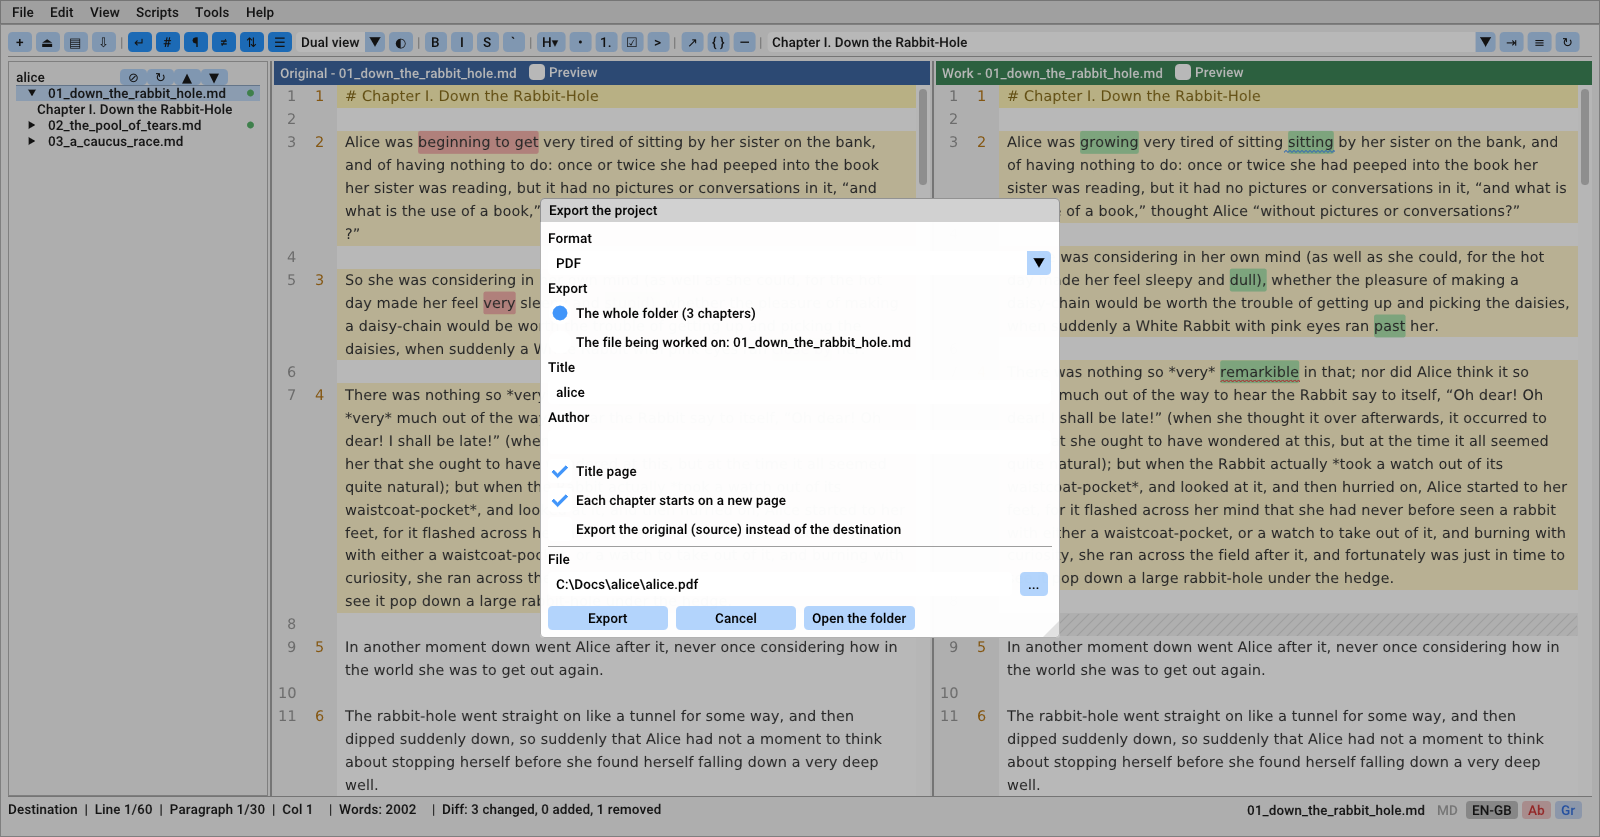 File Edit View Scripts Tools Help
Dual view B I S ` H▾ • 1. > { } − Chapter I. Down the Rabbit-Hole
alice
01_down_the_rabbit_hole.md
Chapter I. Down the Rabbit-Hole
02_the_pool_of_tears.md
03_a_caucus_race.md
Original - 01_down_the_rabbit_hole.md Preview
1 1 # Chapter I. Down the Rabbit-Hole
2
3 2 Alice was beginning to get very tired of sitting by her sister on the bank,
and of having nothing to do: once or twice she had peeped into the book
her sister was reading, but it had no pictures or conversations in it, “and
what is the use of a book,”
?”
4
5 3 So she was considering in
day made her feel very sle
a daisy-chain would be wo
daisies, when suddenly a W
6
7 4 There was nothing so *very
*very* much out of the wa
dear! I shall be late!” (whe
her that she ought to have
quite natural); but when th
waistcoat-pocket*, and loo
feet, for it flashed across h
with either a waistcoat-poc
curiosity, she ran across th
see it pop down a large rab
8
9 5 In another moment down went Alice after it, never once considering how in
the world she was to get out again.
10
11 6 The rabbit-hole went straight on like a tunnel for some way, and then
dipped suddenly down, so suddenly that Alice had not a moment to think
about stopping herself before she found herself falling down a very deep
well.
Work - 01_down_the_rabbit_hole.md Preview
1 1 # Chapter I. Down the Rabbit-Hole
2
3 2 Alice was growing very tired of sitting sitting by her sister on the bank, and
of having nothing to do: once or twice she had peeped into the book her
sister was reading, but it had no pictures or conversations in it, “and what is
of a book,” thought Alice “without pictures or conversations?”
was considering in her own mind (as well as she could, for the hot
de her feel sleepy and dull), whether the pleasure of making a
hain would be worth the trouble of getting up and picking the daisies,
uddenly a White Rabbit with pink eyes ran past her.
was nothing so *very* remarkible in that; nor did Alice think it so
much out of the way to hear the Rabbit say to itself, “Oh dear! Oh
shall be late!” (when she thought it over afterwards, it occurred to
t she ought to have wondered at this, but at the time it all seemed
atural); but when the Rabbit actually *took a watch out of its
oat-pocket*, and looked at it, and then hurried on, Alice started to her
r it flashed across her mind that she had never before seen a rabbit
her a waistcoat-pocket, or a watch to take out of it, and burning with
y, she ran across the field after it, and fortunately was just in time to
op down a large rabbit-hole under the hedge.
9 5 In another moment down went Alice after it, never once considering how in
the world she was to get out again.
10
11 6 The rabbit-hole went straight on like a tunnel for some way, and then
dipped suddenly down, so suddenly that Alice had not a moment to think
about stopping herself before she found herself falling down a very deep
well.
Export the project
Format
PDF
Export
The whole folder (3 chapters)
The file being worked on: 01_down_the_rabbit_hole.md
Title
alice
Author
Title page
Each chapter starts on a new page
Export the original (source) instead of the destination
File
C:\Docs\alice\alice.pdf ...
Export Cancel Open the folder
Destination | Line 1/60 | Paragraph 1/30 | Col 1 | Words: 2002 | Diff: 3 changed, 0 added, 1 removed 01_down_the_rabbit_hole.md MD EN-GB Ab Gr